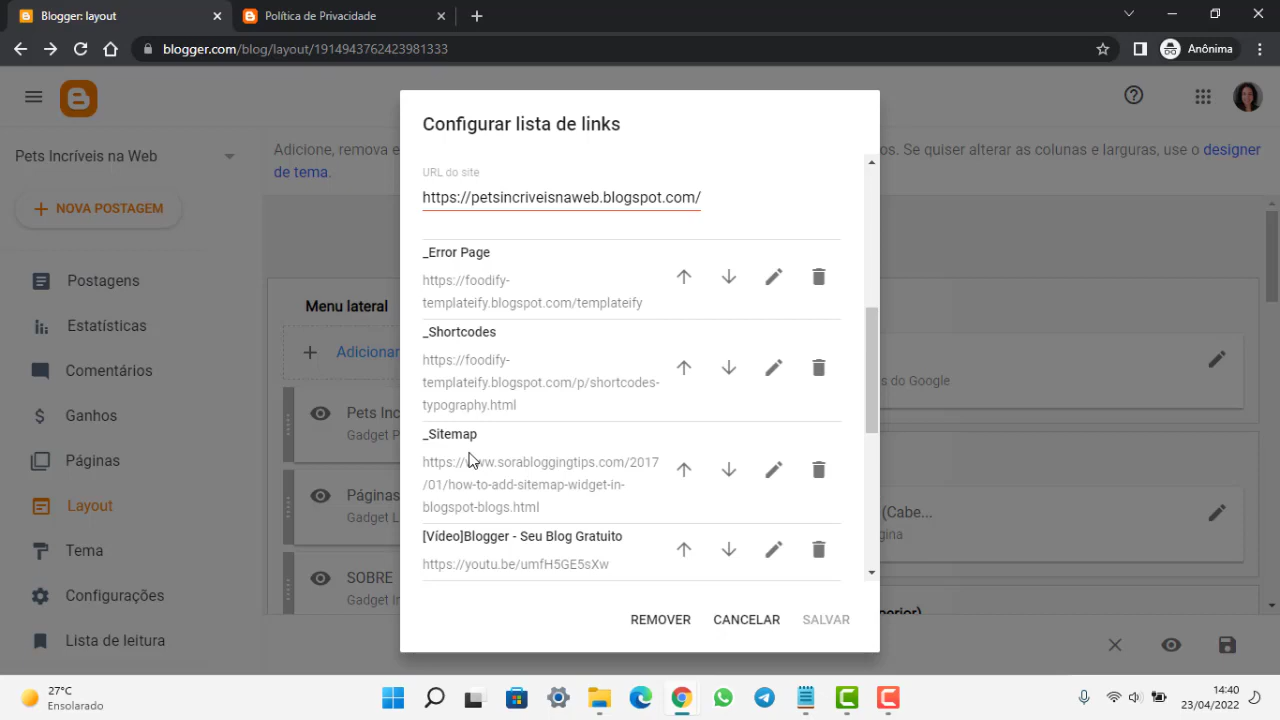 Blogger: layout
Política de Privacidade
blogger.com/blog/layout/1914943762423981333
Anônima
Pets Incríveis na Web
NOVA POSTAGEM
Postagens
Estatísticas
Comentários
Ganhos
Páginas
Layout
Tema
Configurações
Lista de leitura
Adicione, remova e
os. Se quiser alterar as colunas e larguras, use o designer
de tema.
Menu lateral
Adicionar
Pets Inc
Gadget Pá
Páginas
Gadget L
SOBRE
Gadget In
s do Google
(Cabe...
gina
perior)
Configurar lista de links
URL do site
https://petsincriveisnaweb.blogspot.com/
_Error Page
https://foodify-
templateify.blogspot.com/templateify
_Shortcodes
https://foodify-
templateify.blogspot.com/p/shortcodes-
typography.html
_Sitemap
https://www.sorabloggingtips.com/2017
/01/how-to-add-sitemap-widget-in-
blogspot-blogs.html
[Vídeo]Blogger - Seu Blog Gratuito
https://youtu.be/umfH5GE5sXw
REMOVER
CANCELAR
SALVAR
27°C
Ensolarado
14:40
23/04/2022